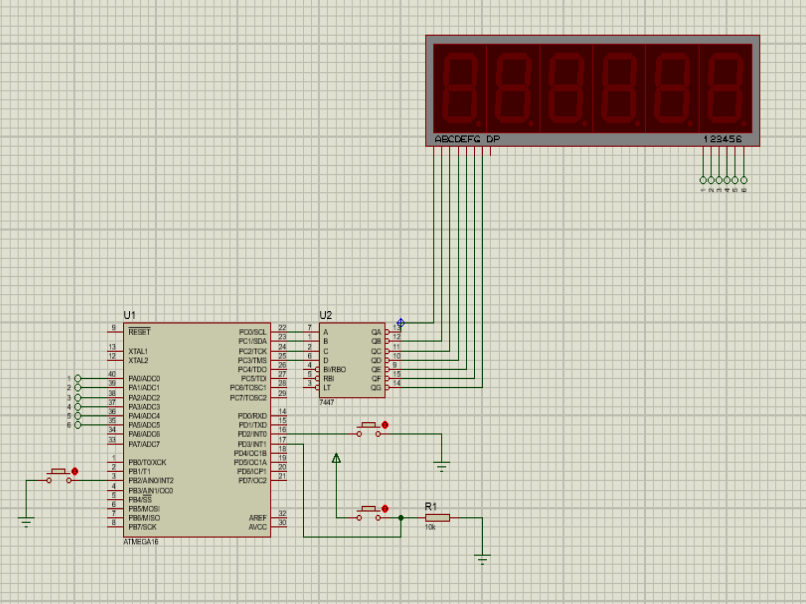 ABCDEFG DP
123456
1
2
3
4
5
6
U1
U2
9 RESET
13 XTAL1
12 XTAL2
1 40 PA0/ADC0
2 39 PA1/ADC1
3 38 PA2/ADC2
4 37 PA3/ADC3
5 36 PA4/ADC4
6 35 PA5/ADC5
34 PA6/ADC6
33 PA7/ADC7
1 PB0/T0/XCK
2 PB1/T1
3 PB2/AIN0/INT2
4 PB3/AIN1/OC0
5 PB4/SS
6 PB5/MOSI
7 PB6/MISO
8 PB7/SCK
PC0/SCL 22
PC1/SDA 23
PC2/TCK 24
PC3/TMS 25
PC4/TDO 26
PC5/TDI 27
PC6/TOSC1 28
PC7/TOSC2 29
PD0/RXD 14
PD1/TXD 15
PD2/INT0 16
PD3/INT1 17
PD4/OC1B 18
PD5/OC1A 19
PD6/ICP1 20
PD7/OC2 21
AREF 32
AVCC 30
ATMEGA16
7 A QA 13
1 B QB 12
2 C QC 11
6 D QD 10
4 BI/RBO QE 9
5 RBI QF 15
3 LT QG 14
7447
R1
10k